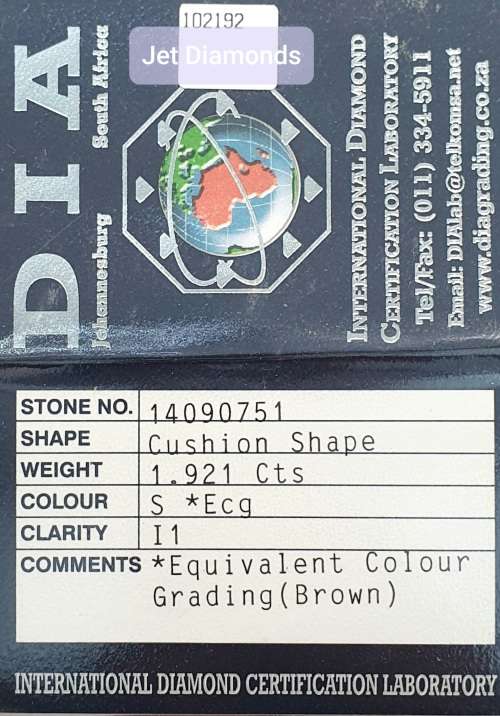 102192
Jet Diamonds
DIA
Johannesburg South Africa
INTERNATIONAL DIAMOND
CERTIFICATION LABORATORY
Tel/Fax: (011) 334-5911
Email: DIAlab@telkomsa.net
www.diagrading.co.za
STONE NO. 14090751
SHAPE Cushion Shape
WEIGHT 1.921 Cts
COLOUR S *Ecg
CLARITY I1
COMMENTS *Equivalent Colour
Grading(Brown)
INTERNATIONAL DIAMOND CERTIFICATION LABORATORY